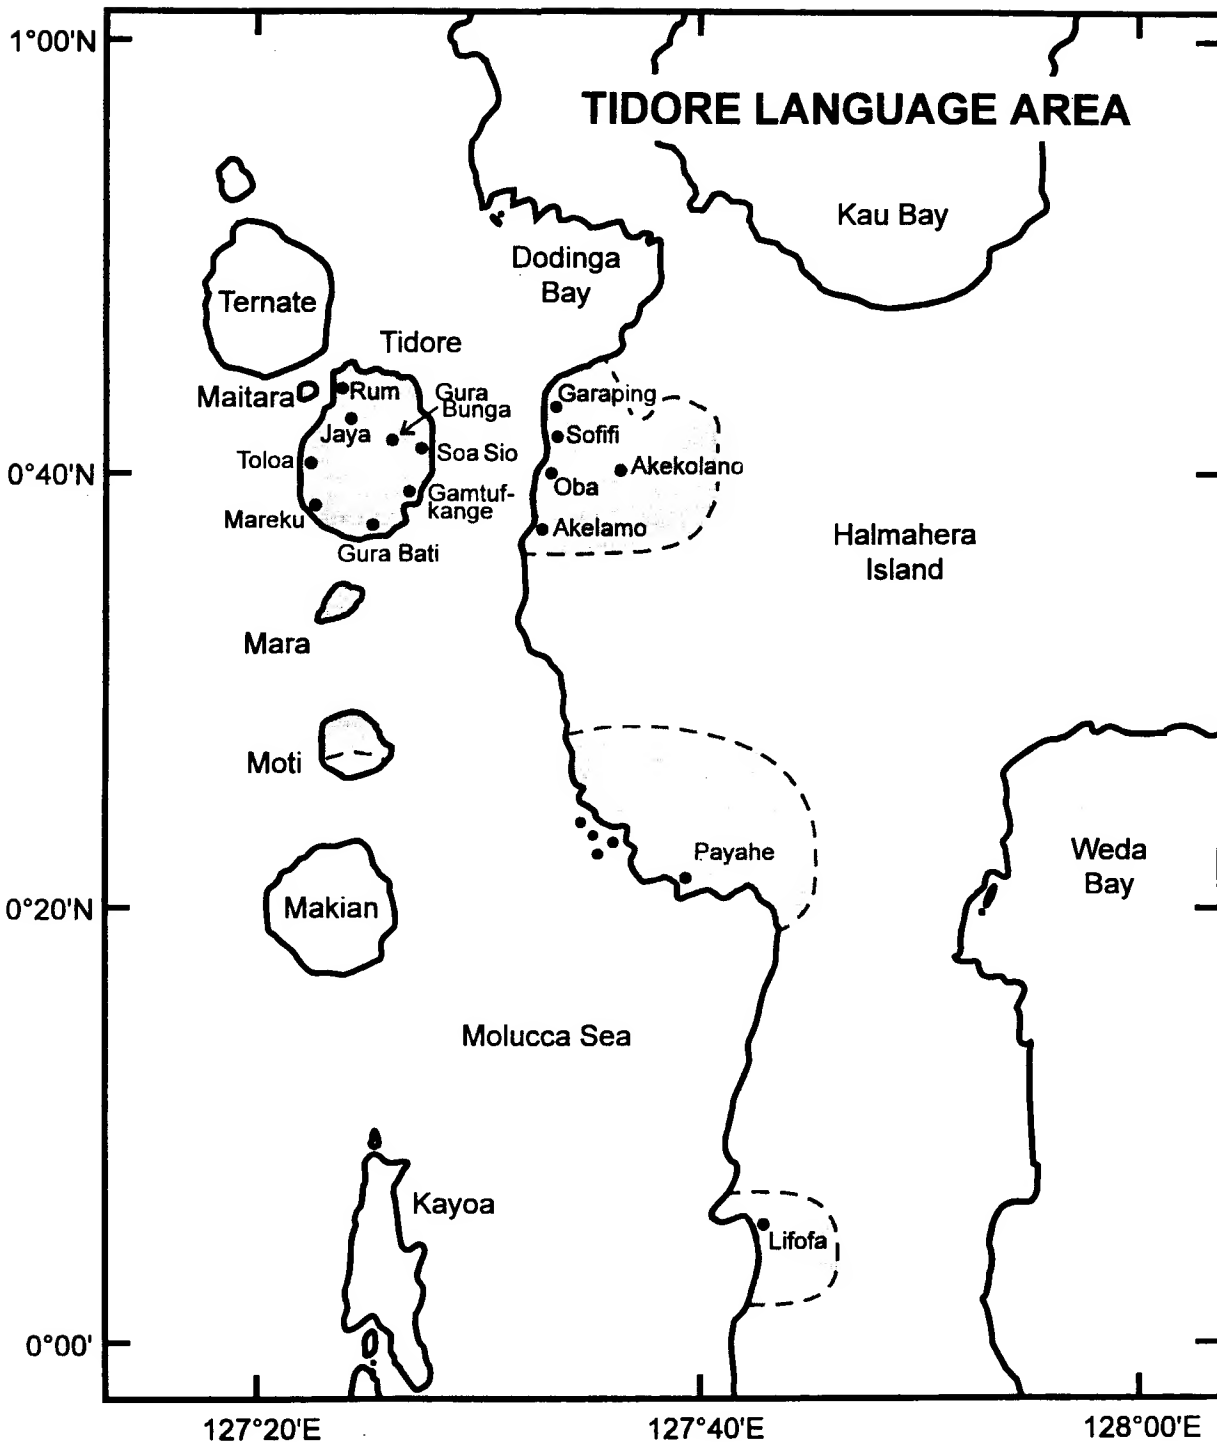 1°00'N
TIDORE LANGUAGE AREA
Kau Bay
Dodinga
Bay
Ternate
Tidore
Maitara
Rum
Gura
Bunga
Garaping
Jaya
Sofifi
Toloa
Soa Sio
0°40'N
Akekolano
Oba
Gamtuf-
kange
Mareku
Akelamo
Gura Bati
Halmahera
Island
Mara
Moti
Payahe
Weda
Bay
0°20'N
Makian
Molucca Sea
Kayoa
Lifofa
0°00'
127°20'E
127°40'E
128°00'E